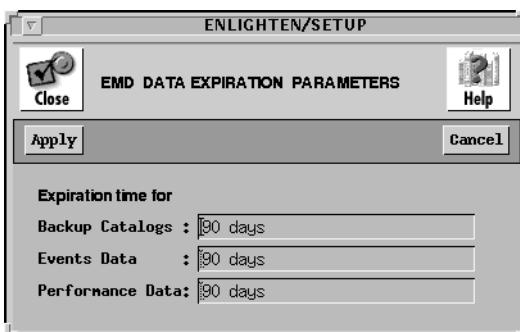 ENLIGHTEN/SETUP
Close
EMD DATA EXPIRATION PARAMETERS
Help
Apply
Cancel
Expiration time for
Backup Catalogs : 90 days
Events Data : 90 days
Performance Data: 90 days